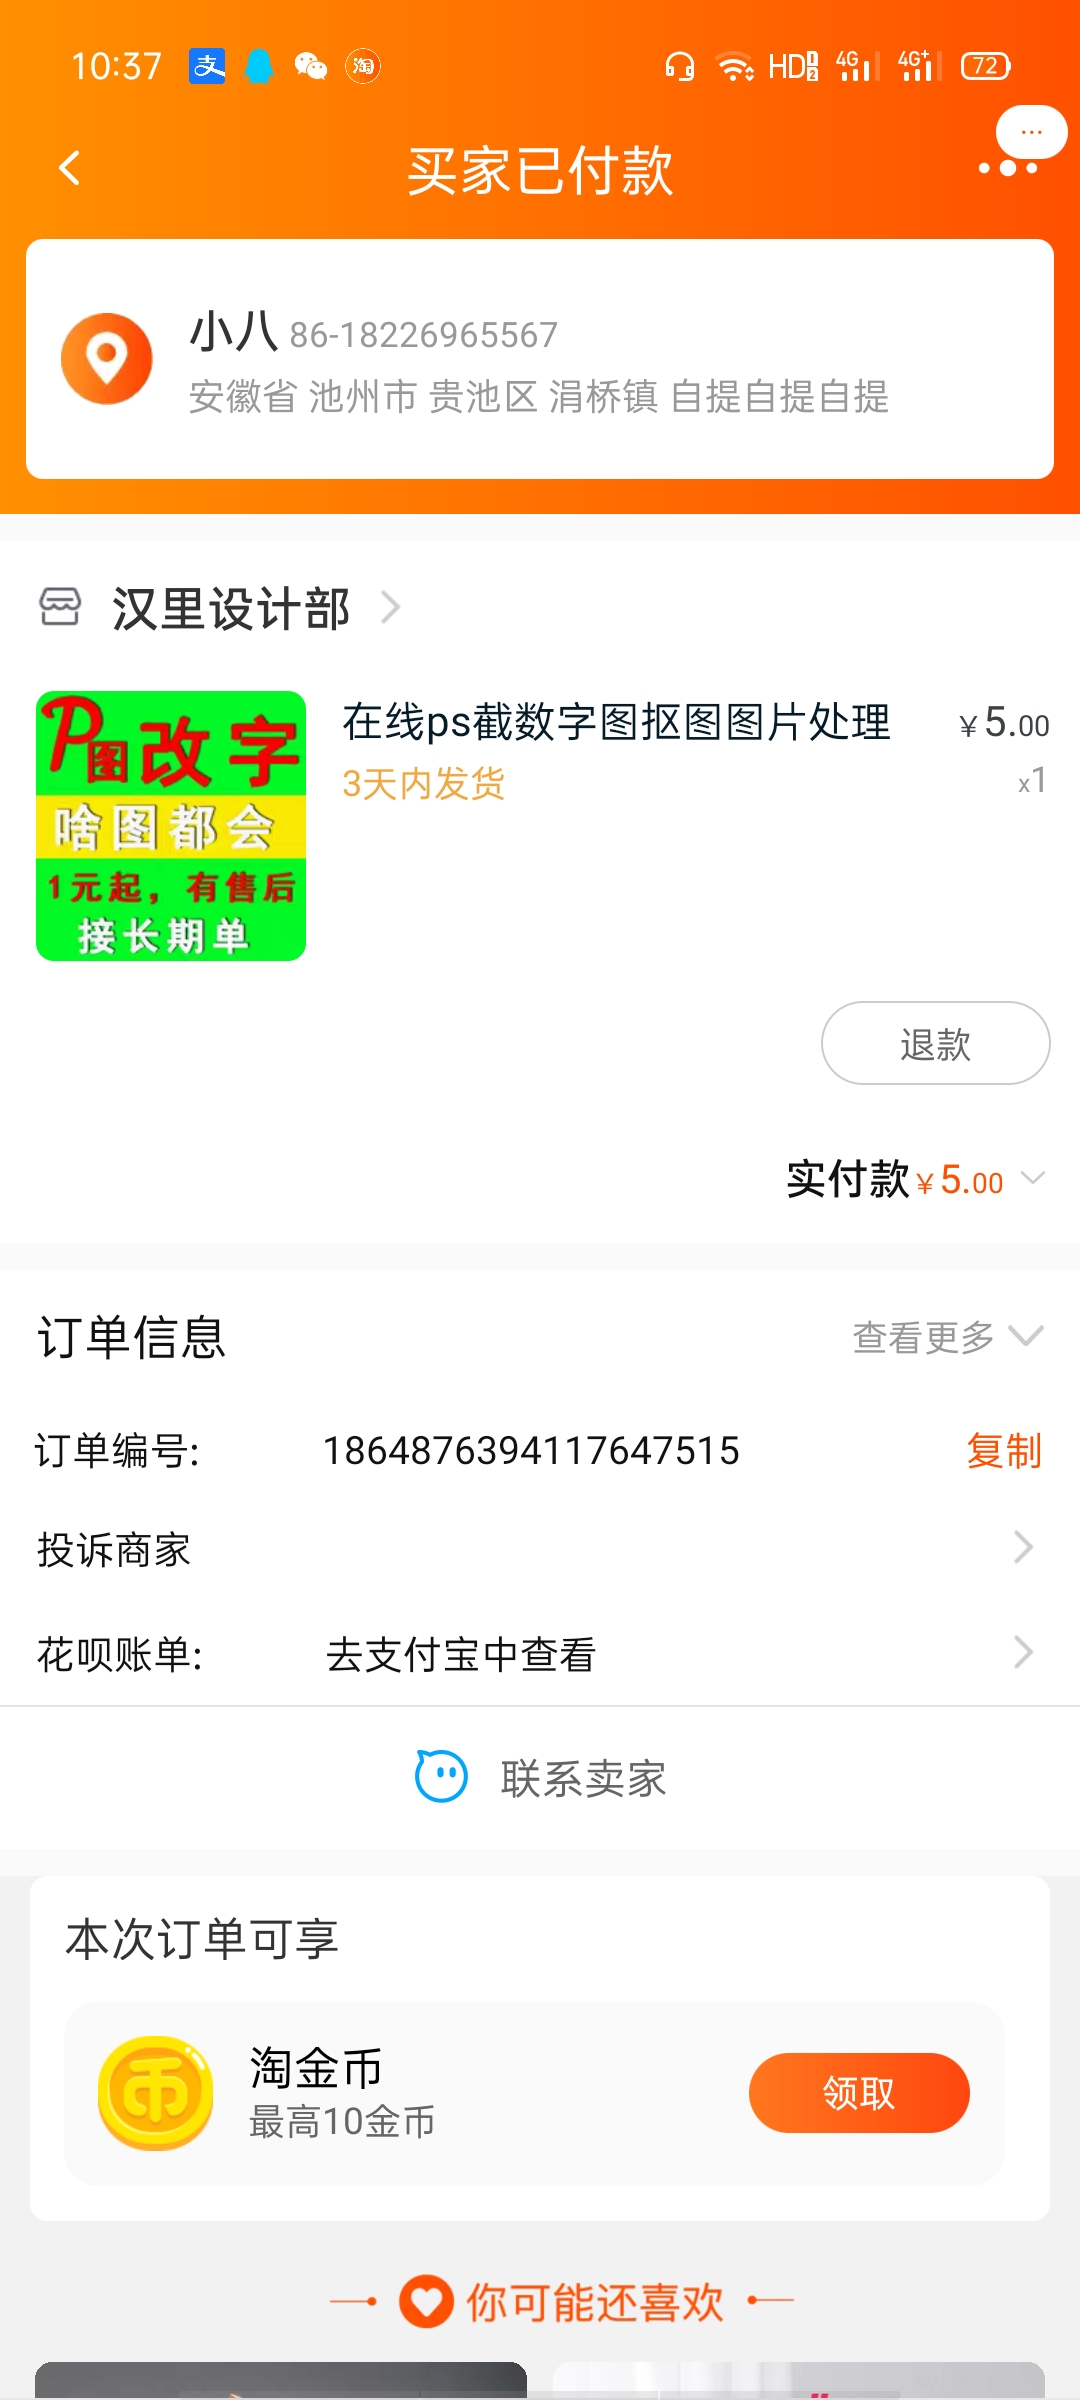 10:37 支 淘 HD 1 2 4G 4G+ 72
买家已付款
小八 86-18226965567
安徽省 池州市 贵池区 涓桥镇 自提自提自提
汉里设计部
P图改字
啥图都会
1元起，有售后
接长期单
在线ps截数字图抠图图片处理 ¥5.00
3天内发货 x1
退款
实付款¥5.00
订单信息 查看更多
订单编号: 1864876394117647515 复制
投诉商家
花呗账单: 去支付宝中查看
联系卖家
本次订单可享
币 淘金币
最高10金币
领取
你可能还喜欢